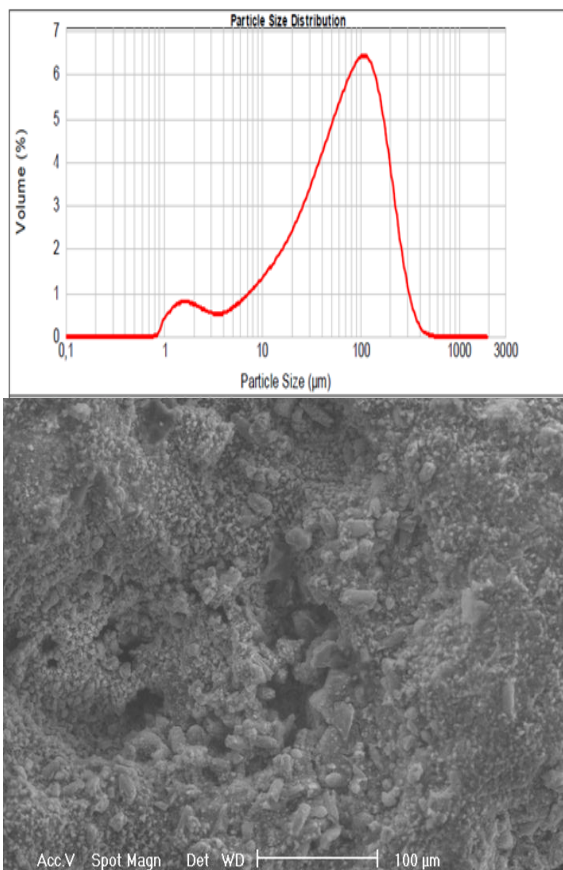 Particle Size Distribution
7
6
5
4
3
2
1
0
Volume (%)
0,1 1 10 100 1000 3000
Particle Size (µm)
Acc.V Spot Magn Det WD 100 µm